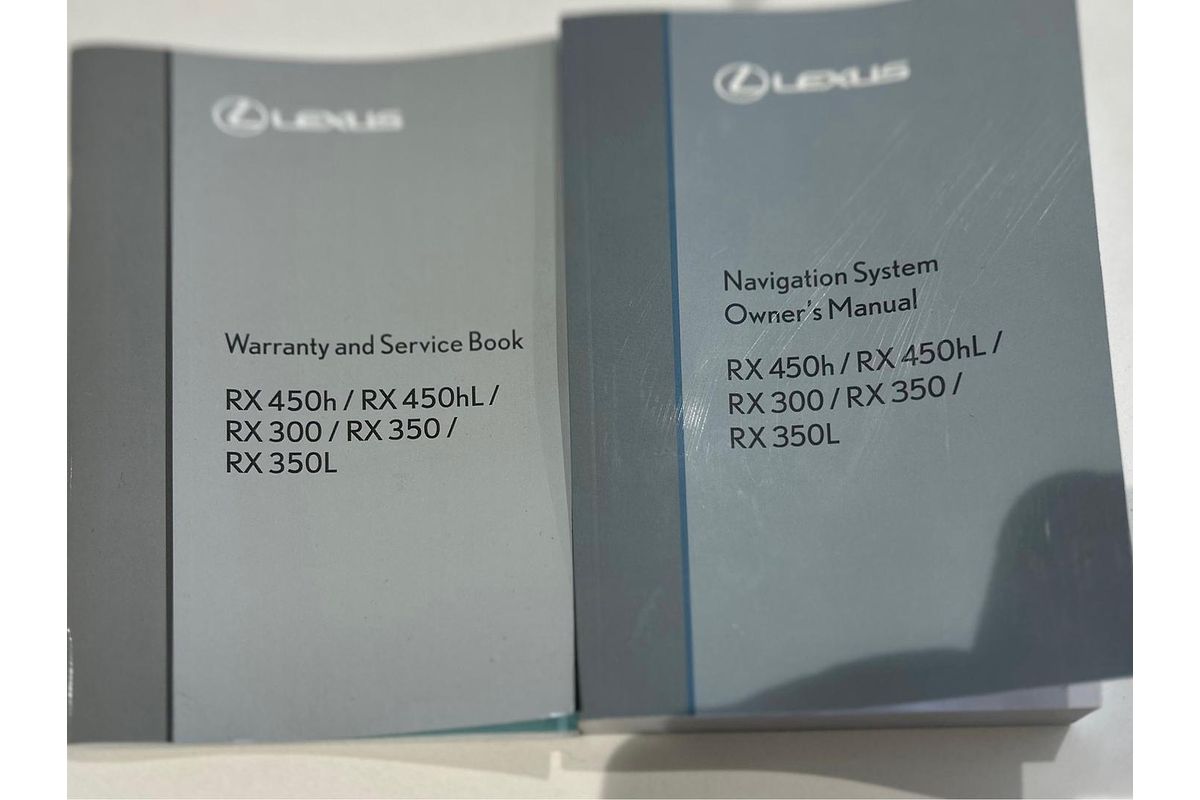 LEXUS
Warranty and Service Book
RX 450h / RX 450hL /
RX 300 / RX 350 /
RX 350L
LEXUS
Navigation System
Owner's Manual
RX 450h / RX 450hL /
RX 300 / RX 350 /
RX 350L